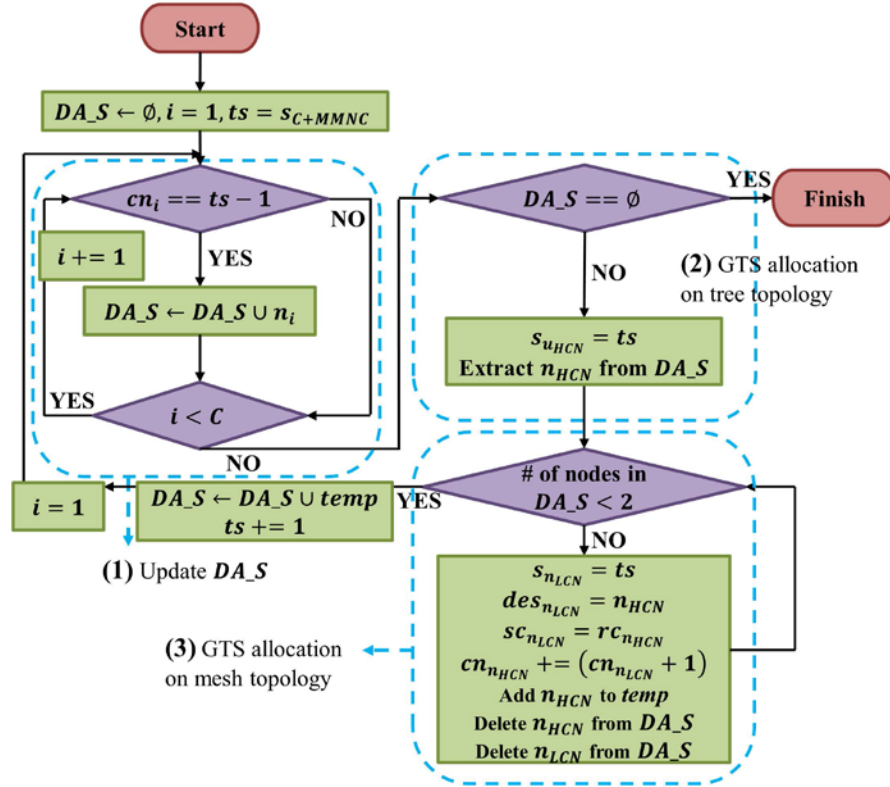 Start
DA_S ← ∅, i = 1, ts = s_{C+MMNC}
cn_i == ts − 1
NO
YES
i += 1
DA_S ← DA_S ∪ n_i
YES
i < C
NO
i = 1
DA_S ← DA_S ∪ temp
ts += 1
(1) Update DA_S
DA_S == ∅
YES
Finish
NO
(2) GTS allocation
on tree topology
s_{u_{HCN}} = ts
Extract n_{HCN} from DA_S
# of nodes in
DA_S < 2
YES
NO
s_{n_{LCN}} = ts
des_{n_{LCN}} = n_{HCN}
sc_{n_{LCN}} = rc_{n_{HCN}}
cn_{n_{HCN}} += (cn_{n_{LCN}} + 1)
Add n_{HCN} to temp
Delete n_{HCN} from DA_S
Delete n_{LCN} from DA_S
(3) GTS allocation
on mesh topology